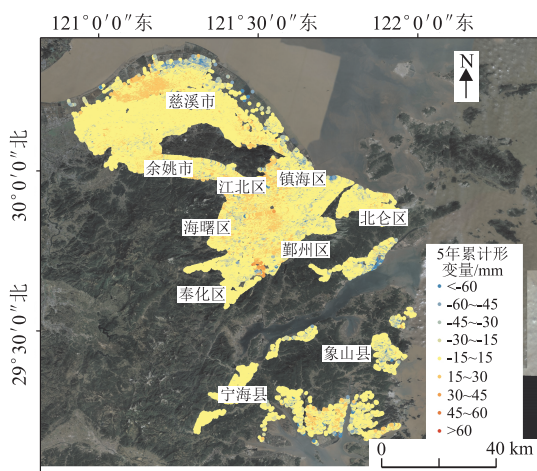 121°0′0″东 121°30′0″东 122°0′0″东
N
慈溪市
30°0′0″北
余姚市
江北区
镇海区
北仑区
海曙区
鄞州区
奉化区
29°30′0″北
象山县
宁海县
5年累计形
变量/mm
<-60
-60~-45
-45~-30
-30~-15
-15~15
15~30
30~45
45~60
>60
0 40 km